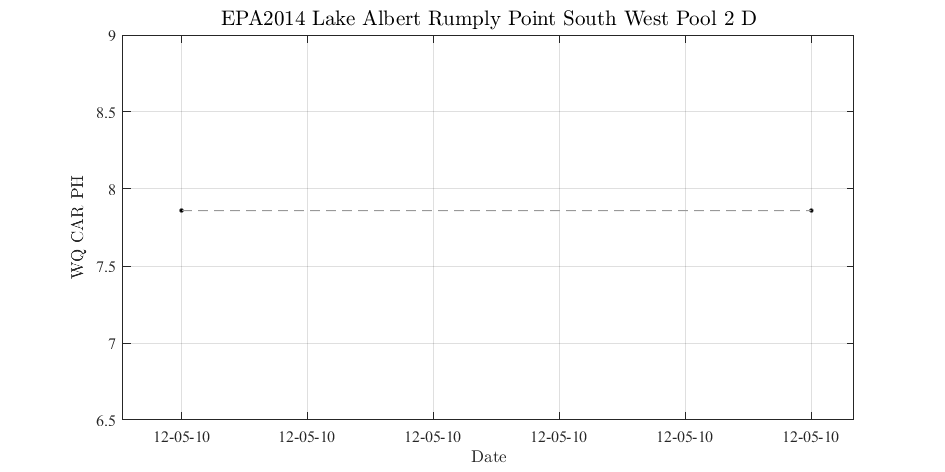 EPA2014 Lake Albert Rumply Point South West Pool 2 D
9
8.5
8
7.5
7
6.5
WQ CAR PH
12-05-10 12-05-10 12-05-10 12-05-10 12-05-10 12-05-10
Date